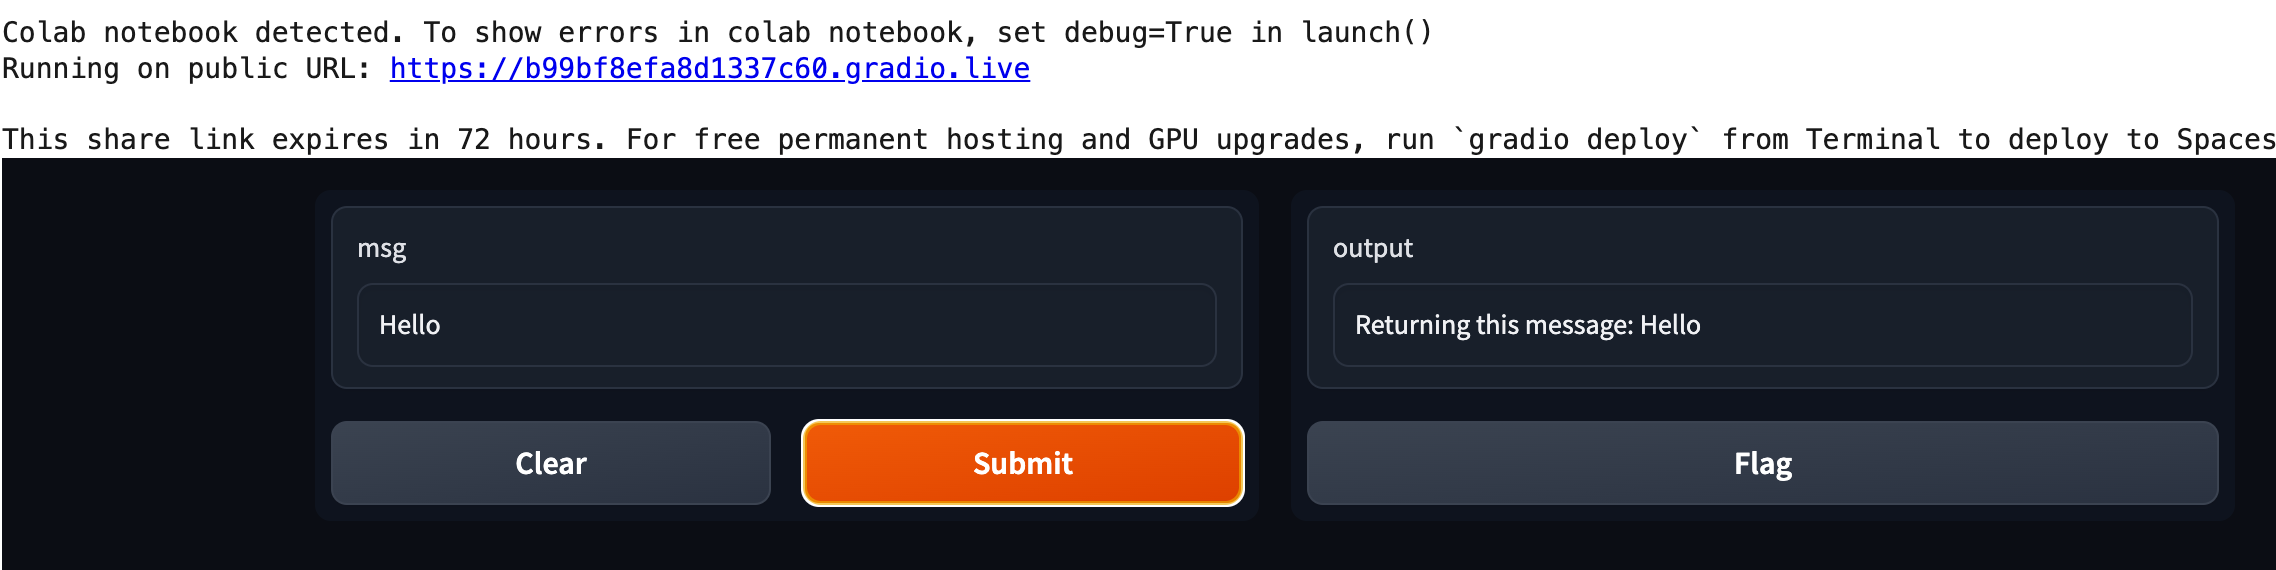 Colab notebook detected. To show errors in colab notebook, set debug=True in launch()
Running on public URL: https://b99bf8efa8d1337c60.gradio.live
This share link expires in 72 hours. For free permanent hosting and GPU upgrades, run `gradio deploy` from Terminal to deploy to Spaces
msg
Hello
Clear
Submit
output
Returning this message: Hello
Flag